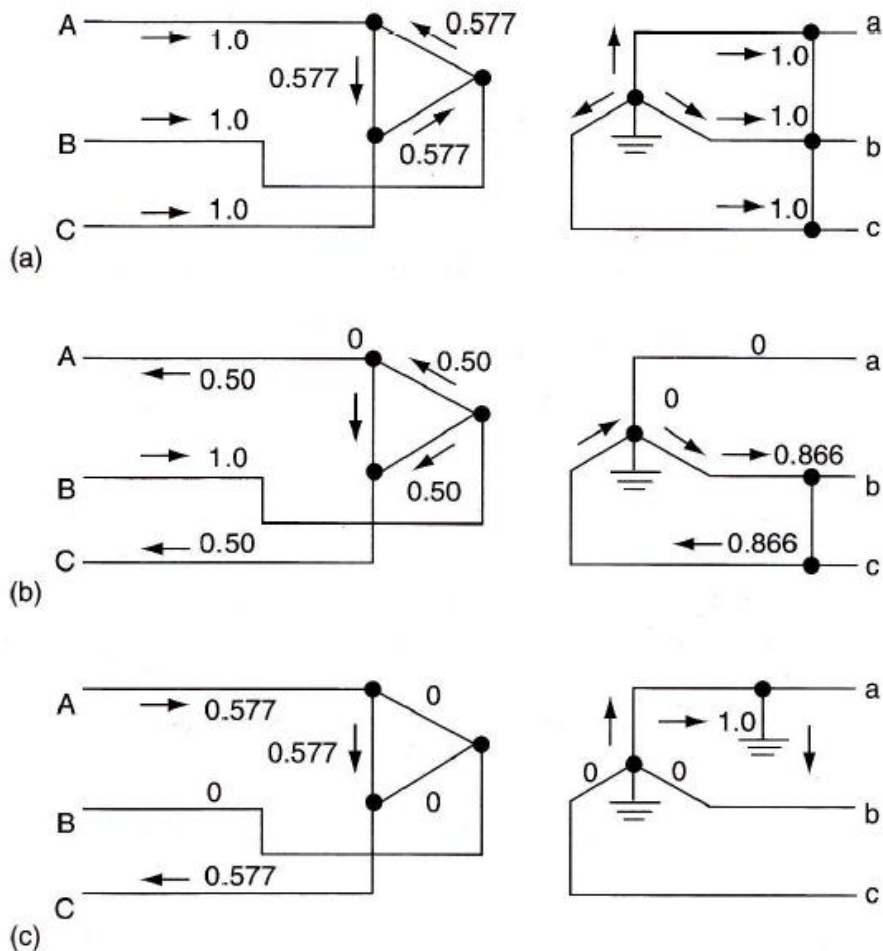 A 1.0 0.577 a
0.577 1.0
B 1.0 0.577 1.0 b
C 1.0 1.0 c
(a)
A 0 0.50 0 a
0.50 0
B 1.0 0.50 0.866 b
C 0.50 0.866 c
(b)
A 0.577 0 1.0 a
0.577 0 0
B 0 0 b
C 0.577 c
(c)